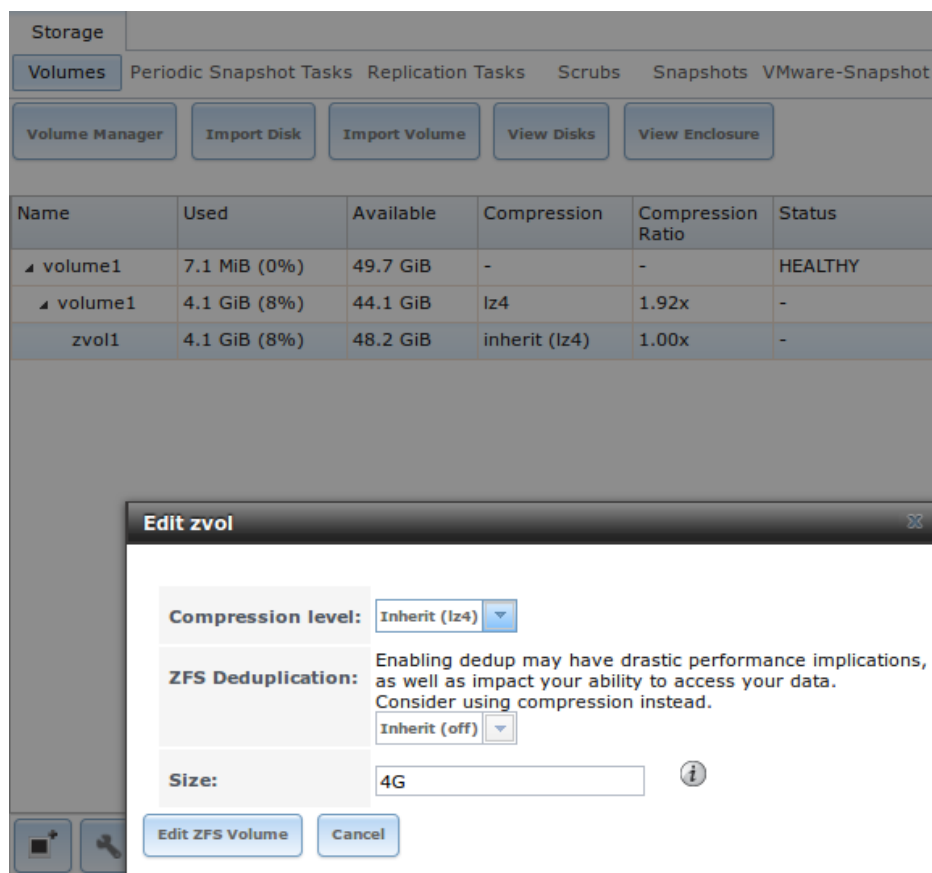 Storage
Volumes Periodic Snapshot Tasks Replication Tasks Scrubs Snapshots VMware-Snapshot
Volume Manager Import Disk Import Volume View Disks View Enclosure
Name Used Available Compression Compression Ratio Status
volume1 7.1 MiB (0%) 49.7 GiB - - HEALTHY
volume1 4.1 GiB (8%) 44.1 GiB lz4 1.92x -
zvol1 4.1 GiB (8%) 48.2 GiB inherit (lz4) 1.00x -
Edit zvol
Compression level: Inherit (lz4)
ZFS Deduplication:
Enabling dedup may have drastic performance implications,
as well as impact your ability to access your data.
Consider using compression instead.
Inherit (off)
Size: 4G
Edit ZFS Volume Cancel